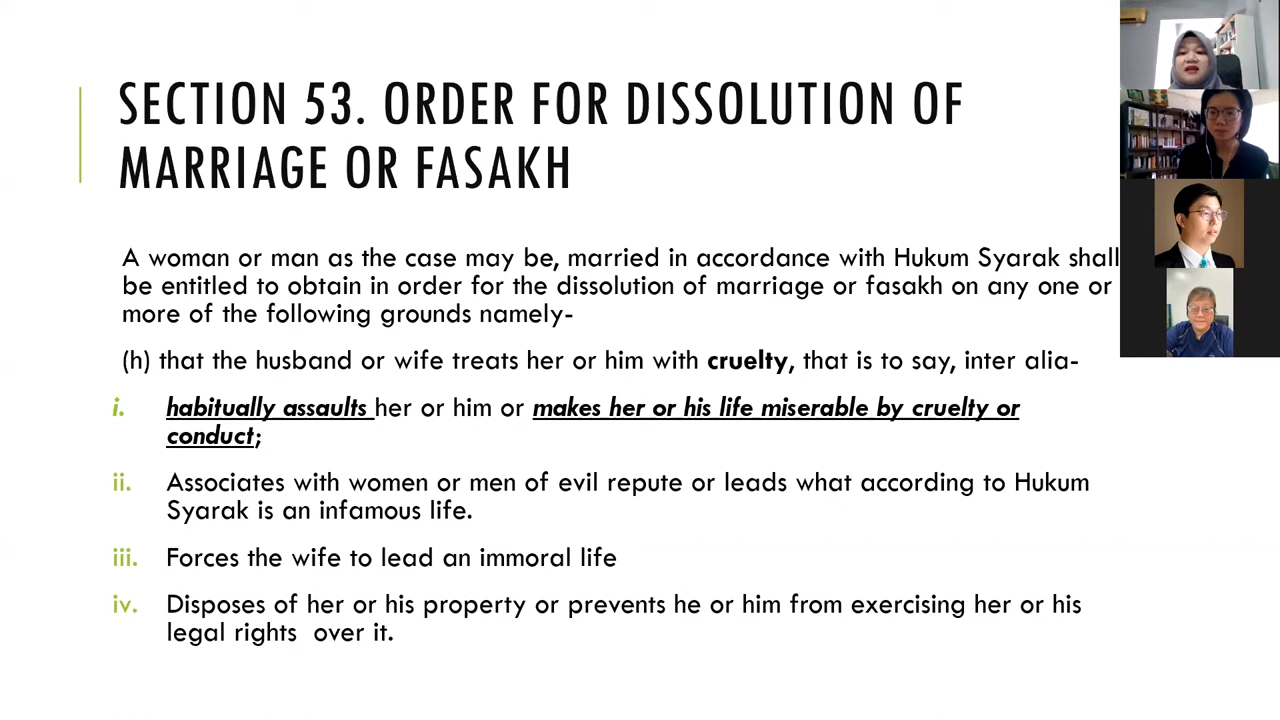 SECTION 53. ORDER FOR DISSOLUTION OF
MARRIAGE OR FASAKH
A woman or man as the case may be, married in accordance with Hukum Syarak shall
be entitled to obtain in order for the dissolution of marriage or fasakh on any one or
more of the following grounds namely-
(h) that the husband or wife treats her or him with cruelty, that is to say, inter alia-
i. habitually assaults her or him or makes her or his life miserable by cruelty or
conduct;
ii. Associates with women or men of evil repute or leads what according to Hukum
Syarak is an infamous life.
iii. Forces the wife to lead an immoral life
iv. Disposes of her or his property or prevents he or him from exercising her or his
legal rights over it.